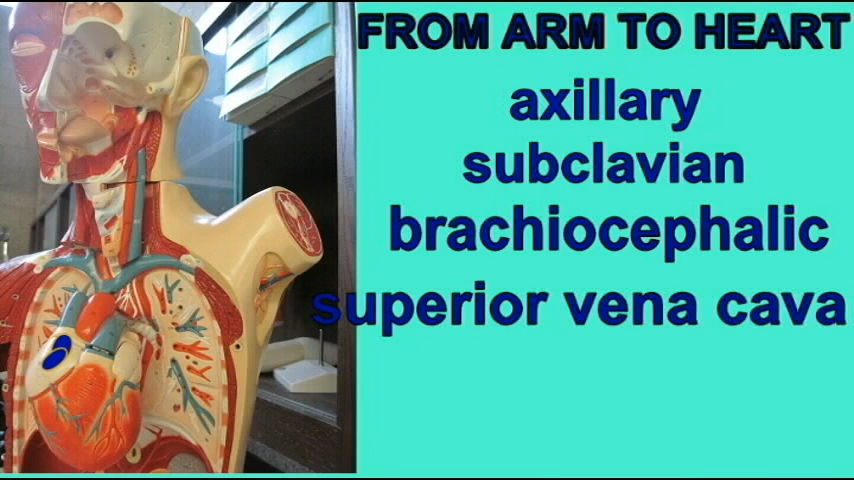 FROM ARM TO HEART
axillary
subclavian
brachiocephalic
superior vena cava